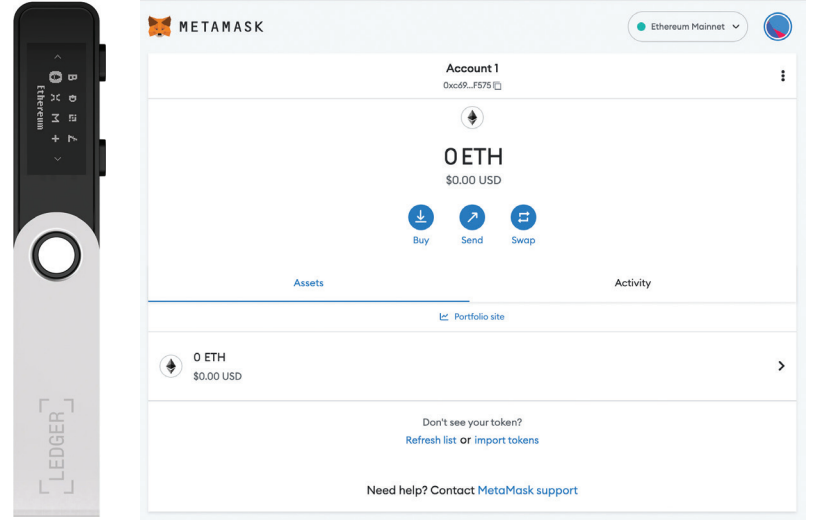 Ethereum
LEDGER
METAMASK
Ethereum Mainnet
Account 1
0xc69...F575
0 ETH
$0.00 USD
Buy
Send
Swap
Assets
Activity
Portfolio site
0 ETH
$0.00 USD
Don't see your token?
Refresh list or import tokens
Need help? Contact MetaMask support